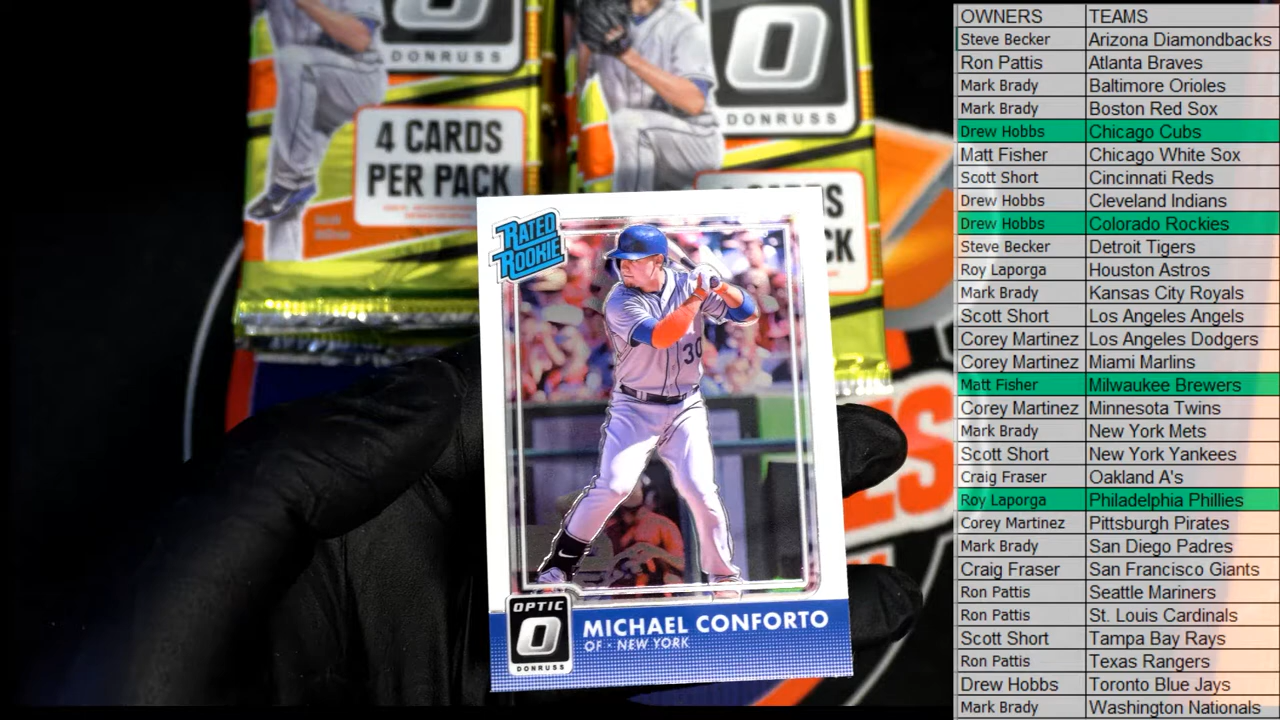 DONRUSS
4 CARDS
PER PACK
O
DONRUSS
RATED
ROOKIE
30
OPTIC
O
DONRUSS
MICHAEL CONFORTO
OF · NEW YORK
OWNERS TEAMS
Steve Becker Arizona Diamondbacks
Ron Pattis Atlanta Braves
Mark Brady Baltimore Orioles
Mark Brady Boston Red Sox
Drew Hobbs Chicago Cubs
Matt Fisher Chicago White Sox
Scott Short Cincinnati Reds
Drew Hobbs Cleveland Indians
Drew Hobbs Colorado Rockies
Steve Becker Detroit Tigers
Roy Laporga Houston Astros
Mark Brady Kansas City Royals
Scott Short Los Angeles Angels
Corey Martinez Los Angeles Dodgers
Corey Martinez Miami Marlins
Matt Fisher Milwaukee Brewers
Corey Martinez Minnesota Twins
Mark Brady New York Mets
Scott Short New York Yankees
Craig Fraser Oakland A's
Roy Laporga Philadelphia Phillies
Corey Martinez Pittsburgh Pirates
Mark Brady San Diego Padres
Craig Fraser San Francisco Giants
Ron Pattis Seattle Mariners
Ron Pattis St. Louis Cardinals
Scott Short Tampa Bay Rays
Ron Pattis Texas Rangers
Drew Hobbs Toronto Blue Jays
Mark Brady Washington Nationals